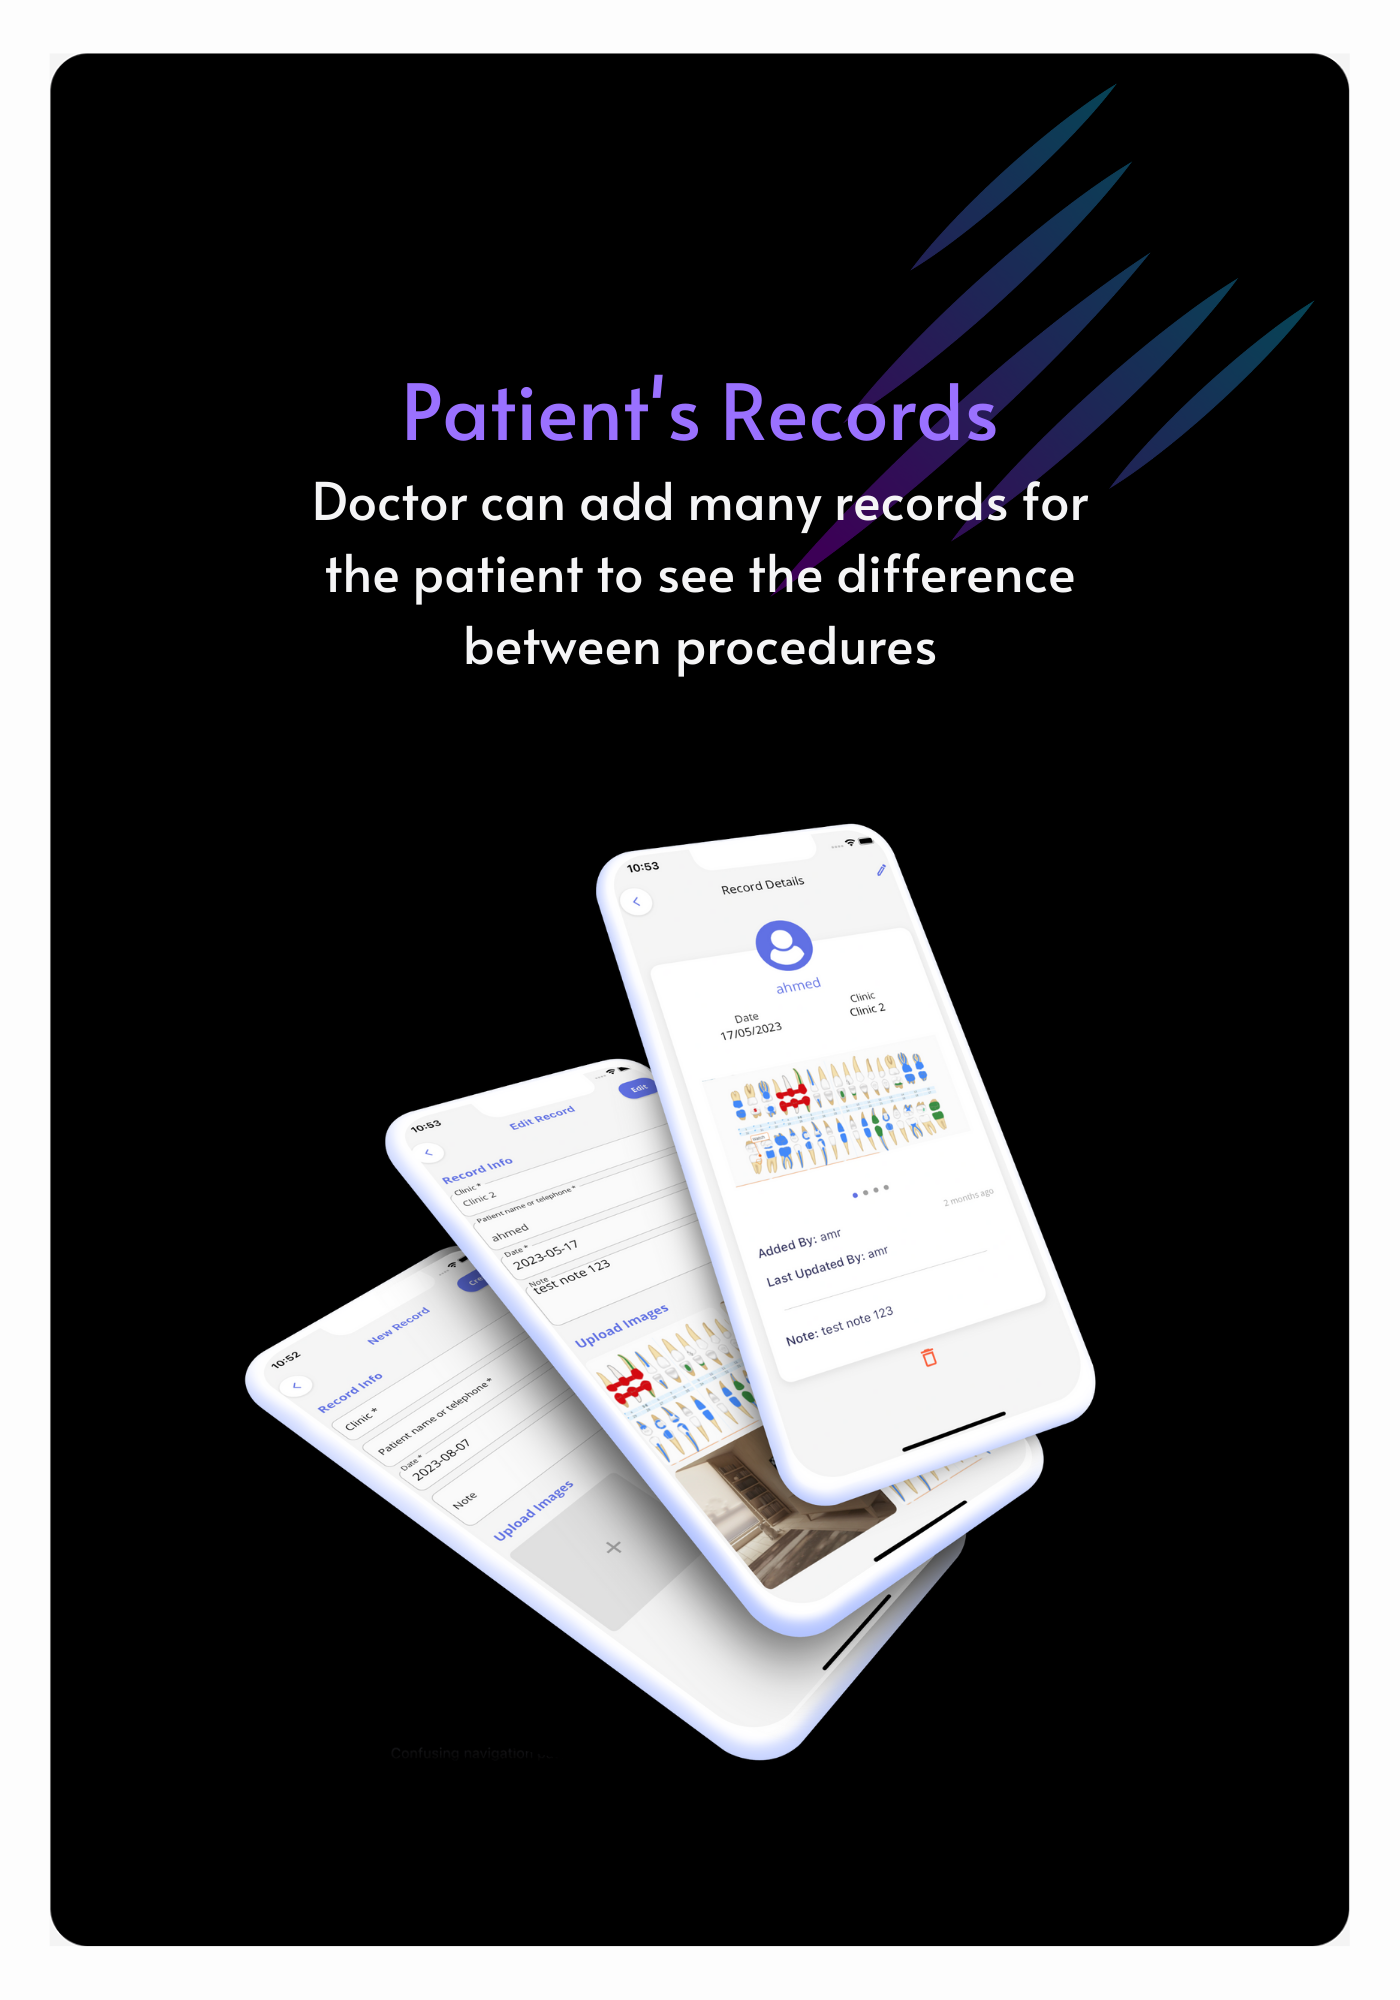 Patient's Records
Doctor can add many records for
the patient to see the difference
between procedures
10:53
Record Details
ahmed
Date
17/05/2023
Clinic
Clinic 2
2 months ago
Added By: amr
Last Updated By: amr
Note: test note 123
10:53
Edit
Edit Record
Record Info
Clinic *
Clinic 2
Patient name or telephone *
ahmed
Date *
2023-05-17
Note
test note 123
Upload Images
10:52
New Record
Record Info
Clinic *
Patient name or telephone *
Date *
2023-08-07
Note
Upload Images
Confusing navigation